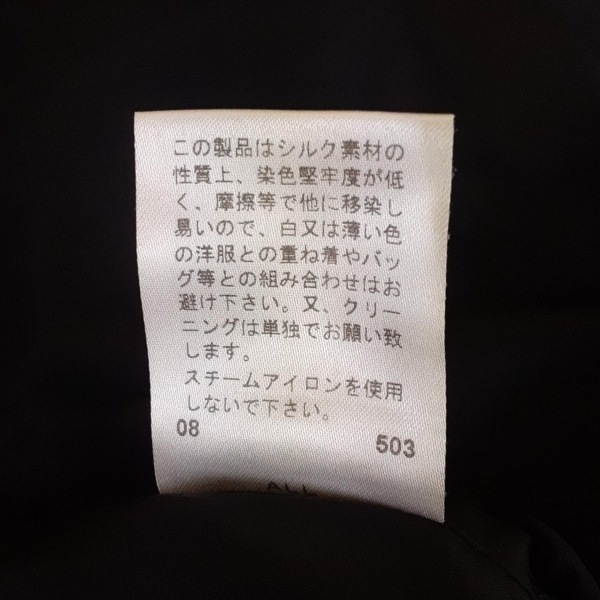 この製品はシルク素材の
性質上、染色堅牢度が低
く、摩擦等で他に移染し
易いので、白又は薄い色
の洋服との重ね着やバッ
グ等との組み合わせはお
避け下さい。又、クリー
ニングは単独でお願い致
します。
スチームアイロンを使用
しないで下さい。
08
503
ALL